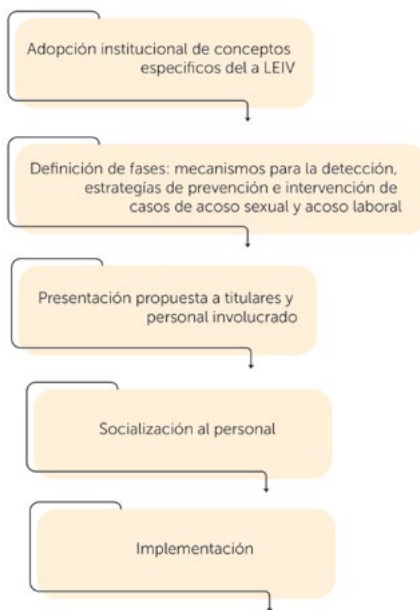 Adopción institucional de conceptos
especificos del a LEIV
Definición de fases: mecanismos para la detección,
estratégías de prevención e intervención de
casos de acoso sexual y acoso laboral
Presentación propuesta a titulares y
personal involucrado
Socialización al personal
Implementación